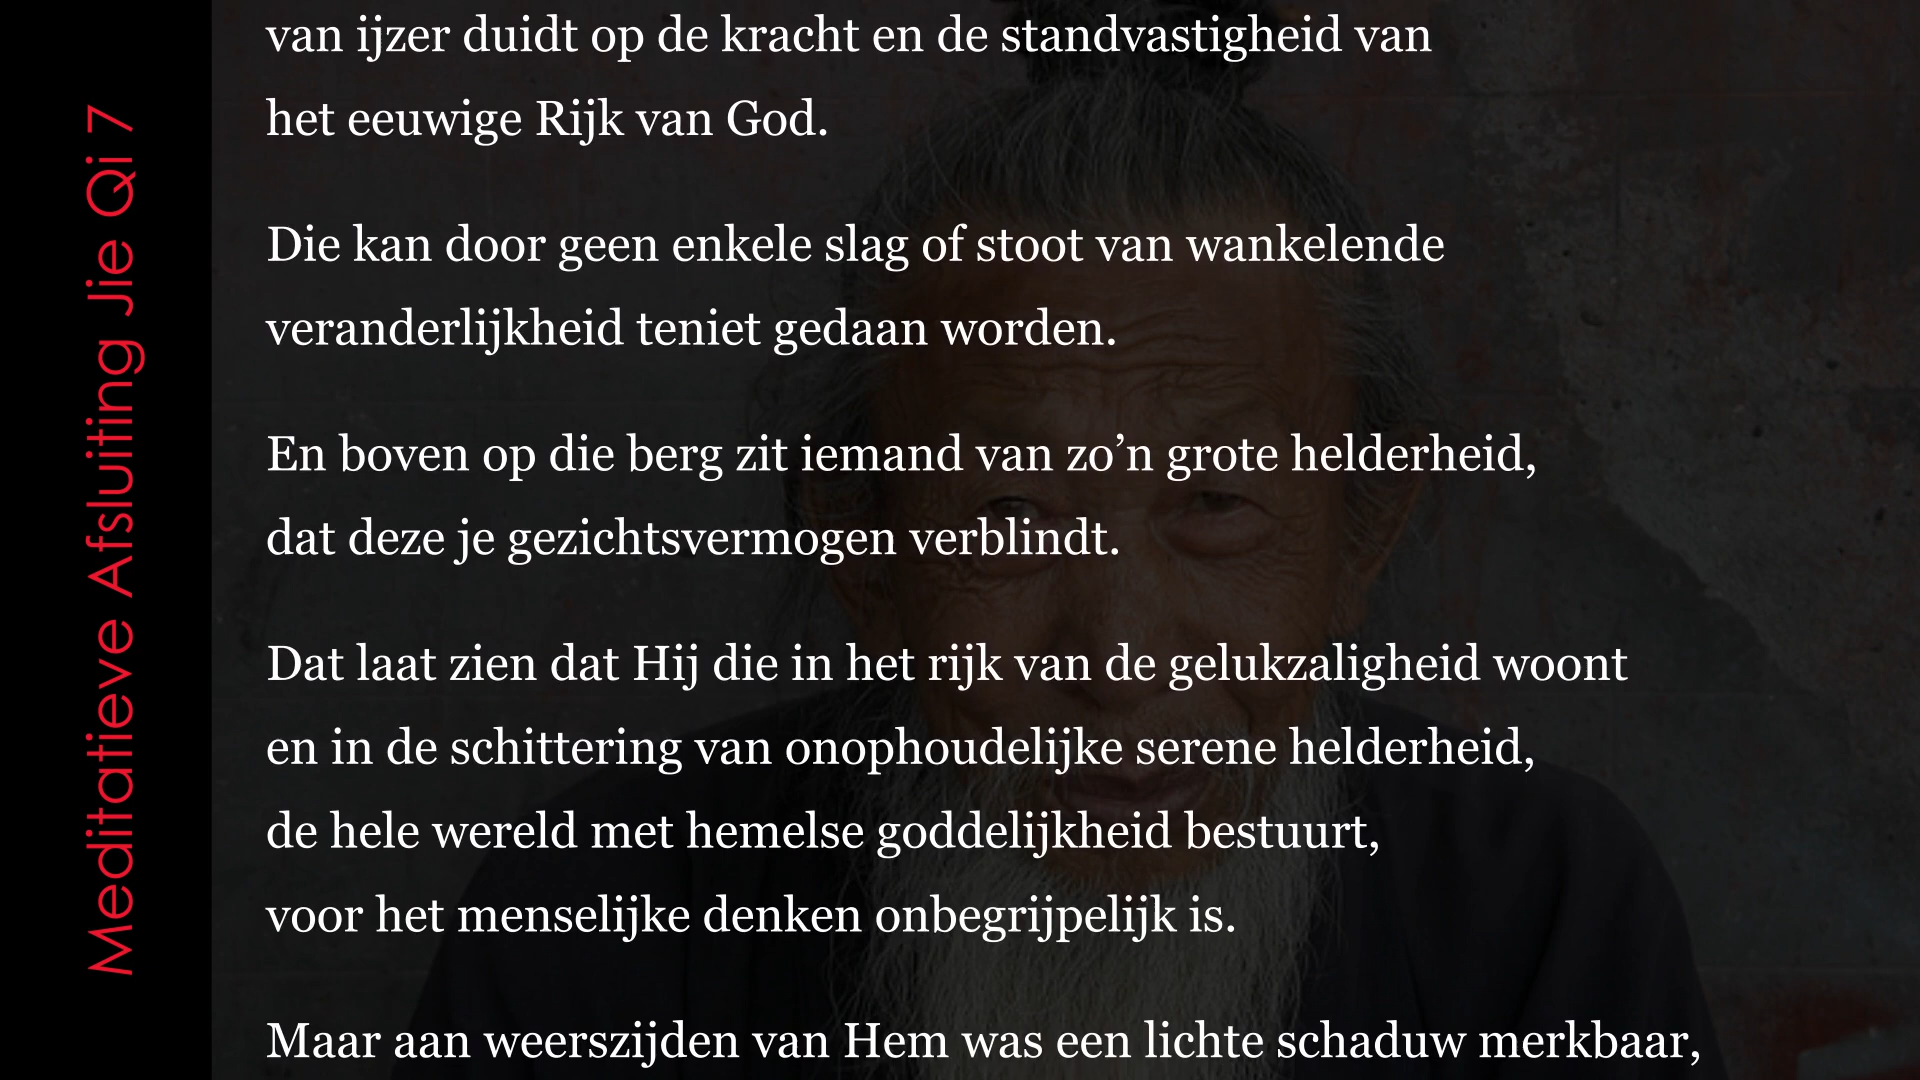 Meditatieve Afsluiting Jie Qi 7
van ijzer duidt op de kracht en de standvastigheid van
het eeuwige Rijk van God.
Die kan door geen enkele slag of stoot van wankelende
veranderlijkheid teniet gedaan worden.
En boven op die berg zit iemand van zo’n grote helderheid,
dat deze je gezichtsvermogen verblindt.
Dat laat zien dat Hij die in het rijk van de gelukzaligheid woont
en in de schittering van onophoudelijke serene helderheid,
de hele wereld met hemelse goddelijkheid bestuurt,
voor het menselijke denken onbegrijpelijk is.
Maar aan weerszijden van Hem was een lichte schaduw merkbaar,